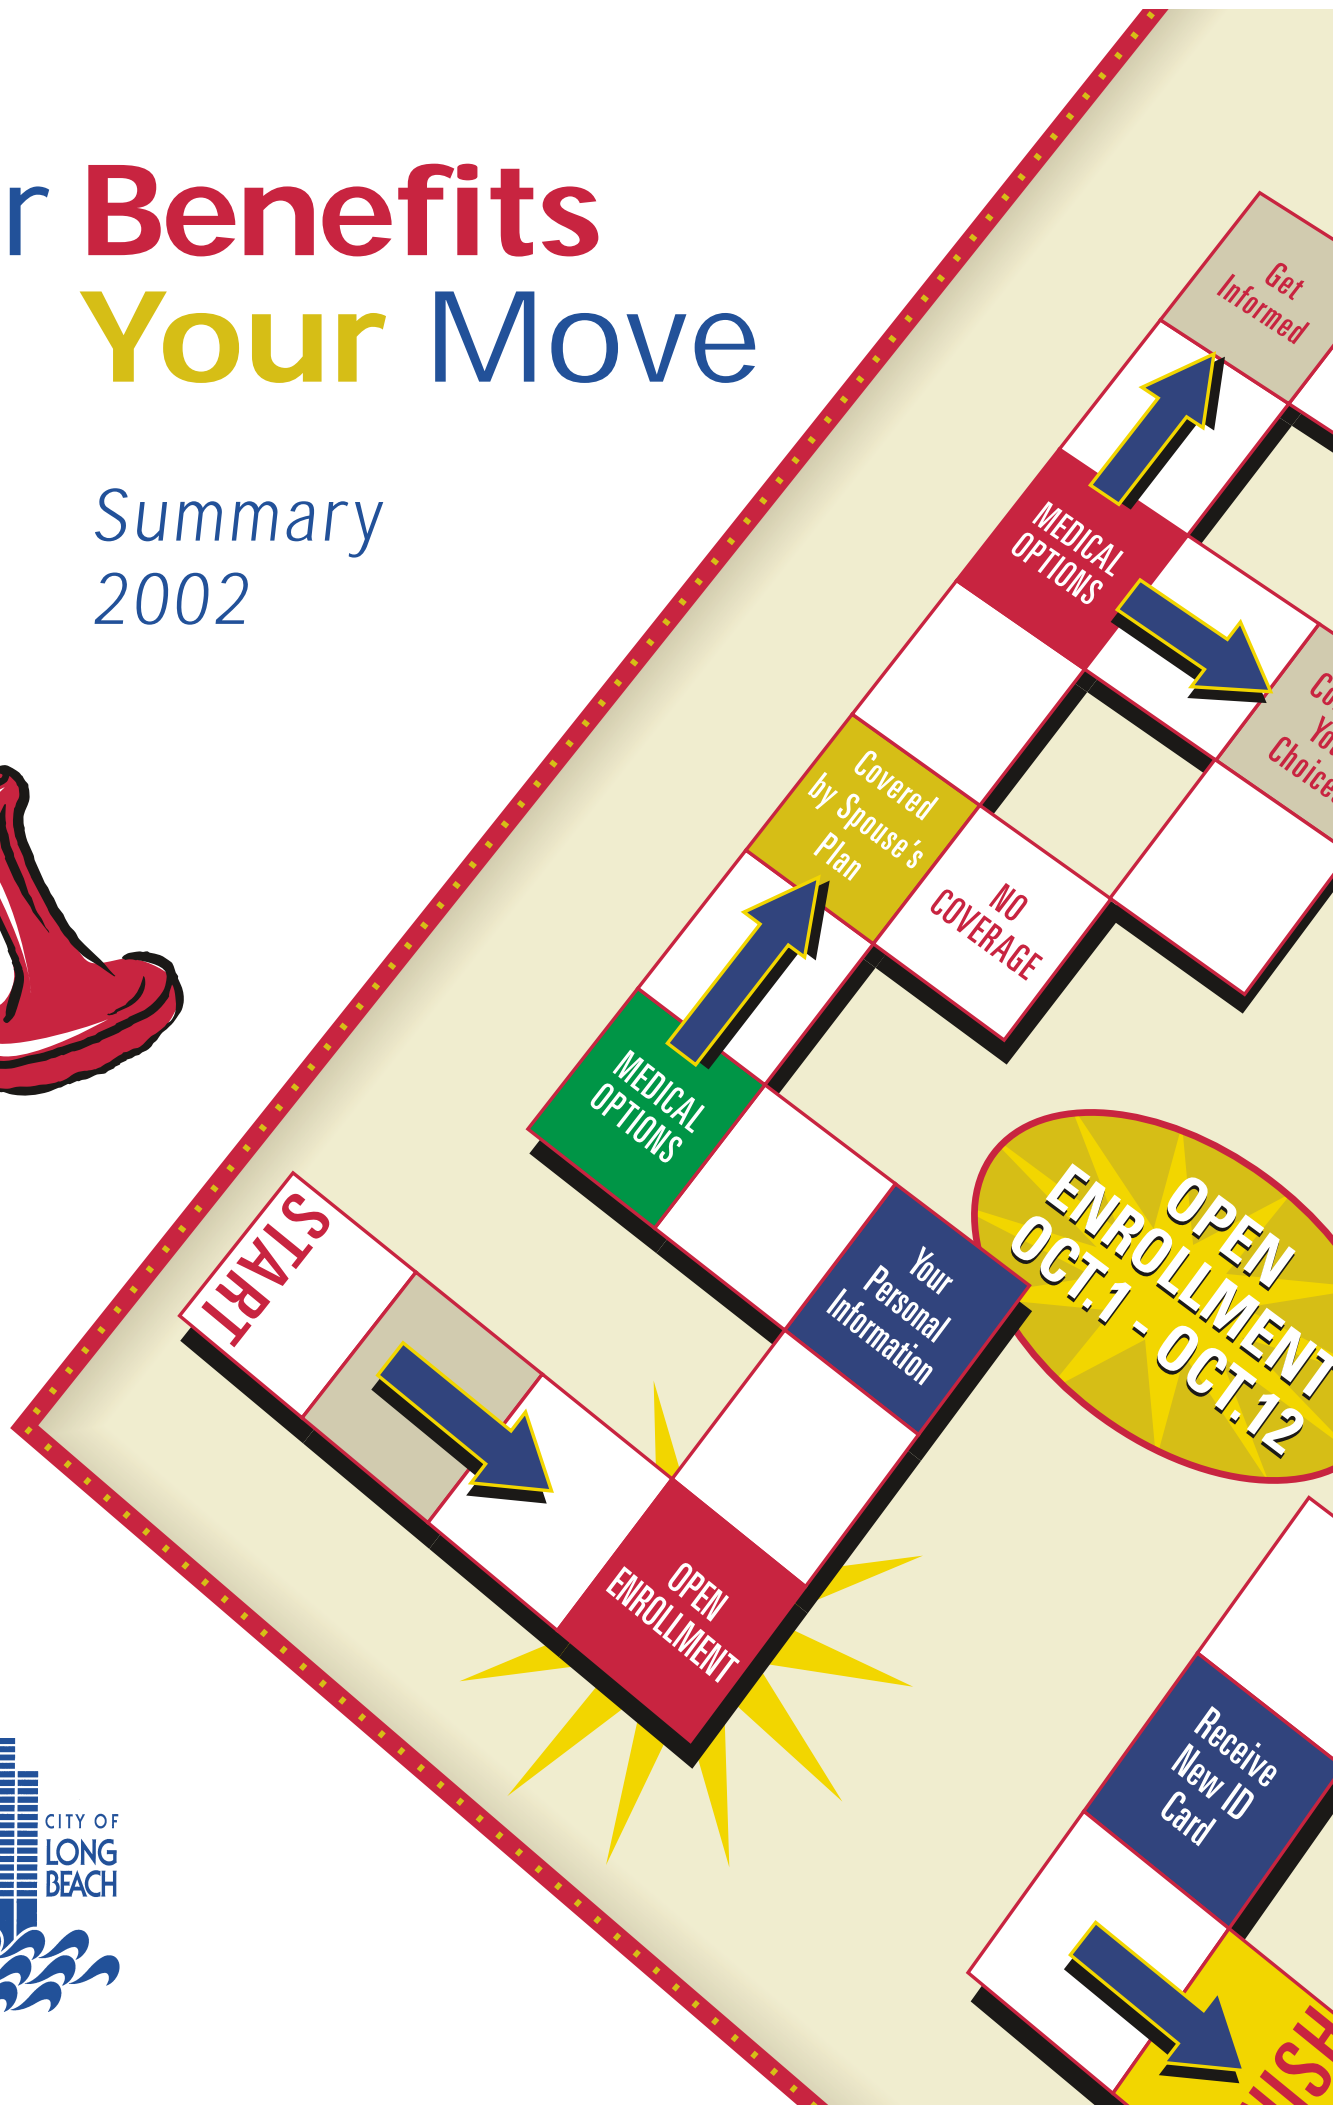 r Benefits
Your Move
Summary
2002
Get
Informed
MEDICAL
OPTIONS
Choices
Covered
by Spouse's
Plan
NO
COVERAGE
MEDICAL
OPTIONS
OPEN
ENROLLMENT
OCT.1 - OCT.12
START
Your
Personal
Information
OPEN
ENROLLMENT
Receive
New ID
Card
CITY OF
LONG
BEACH